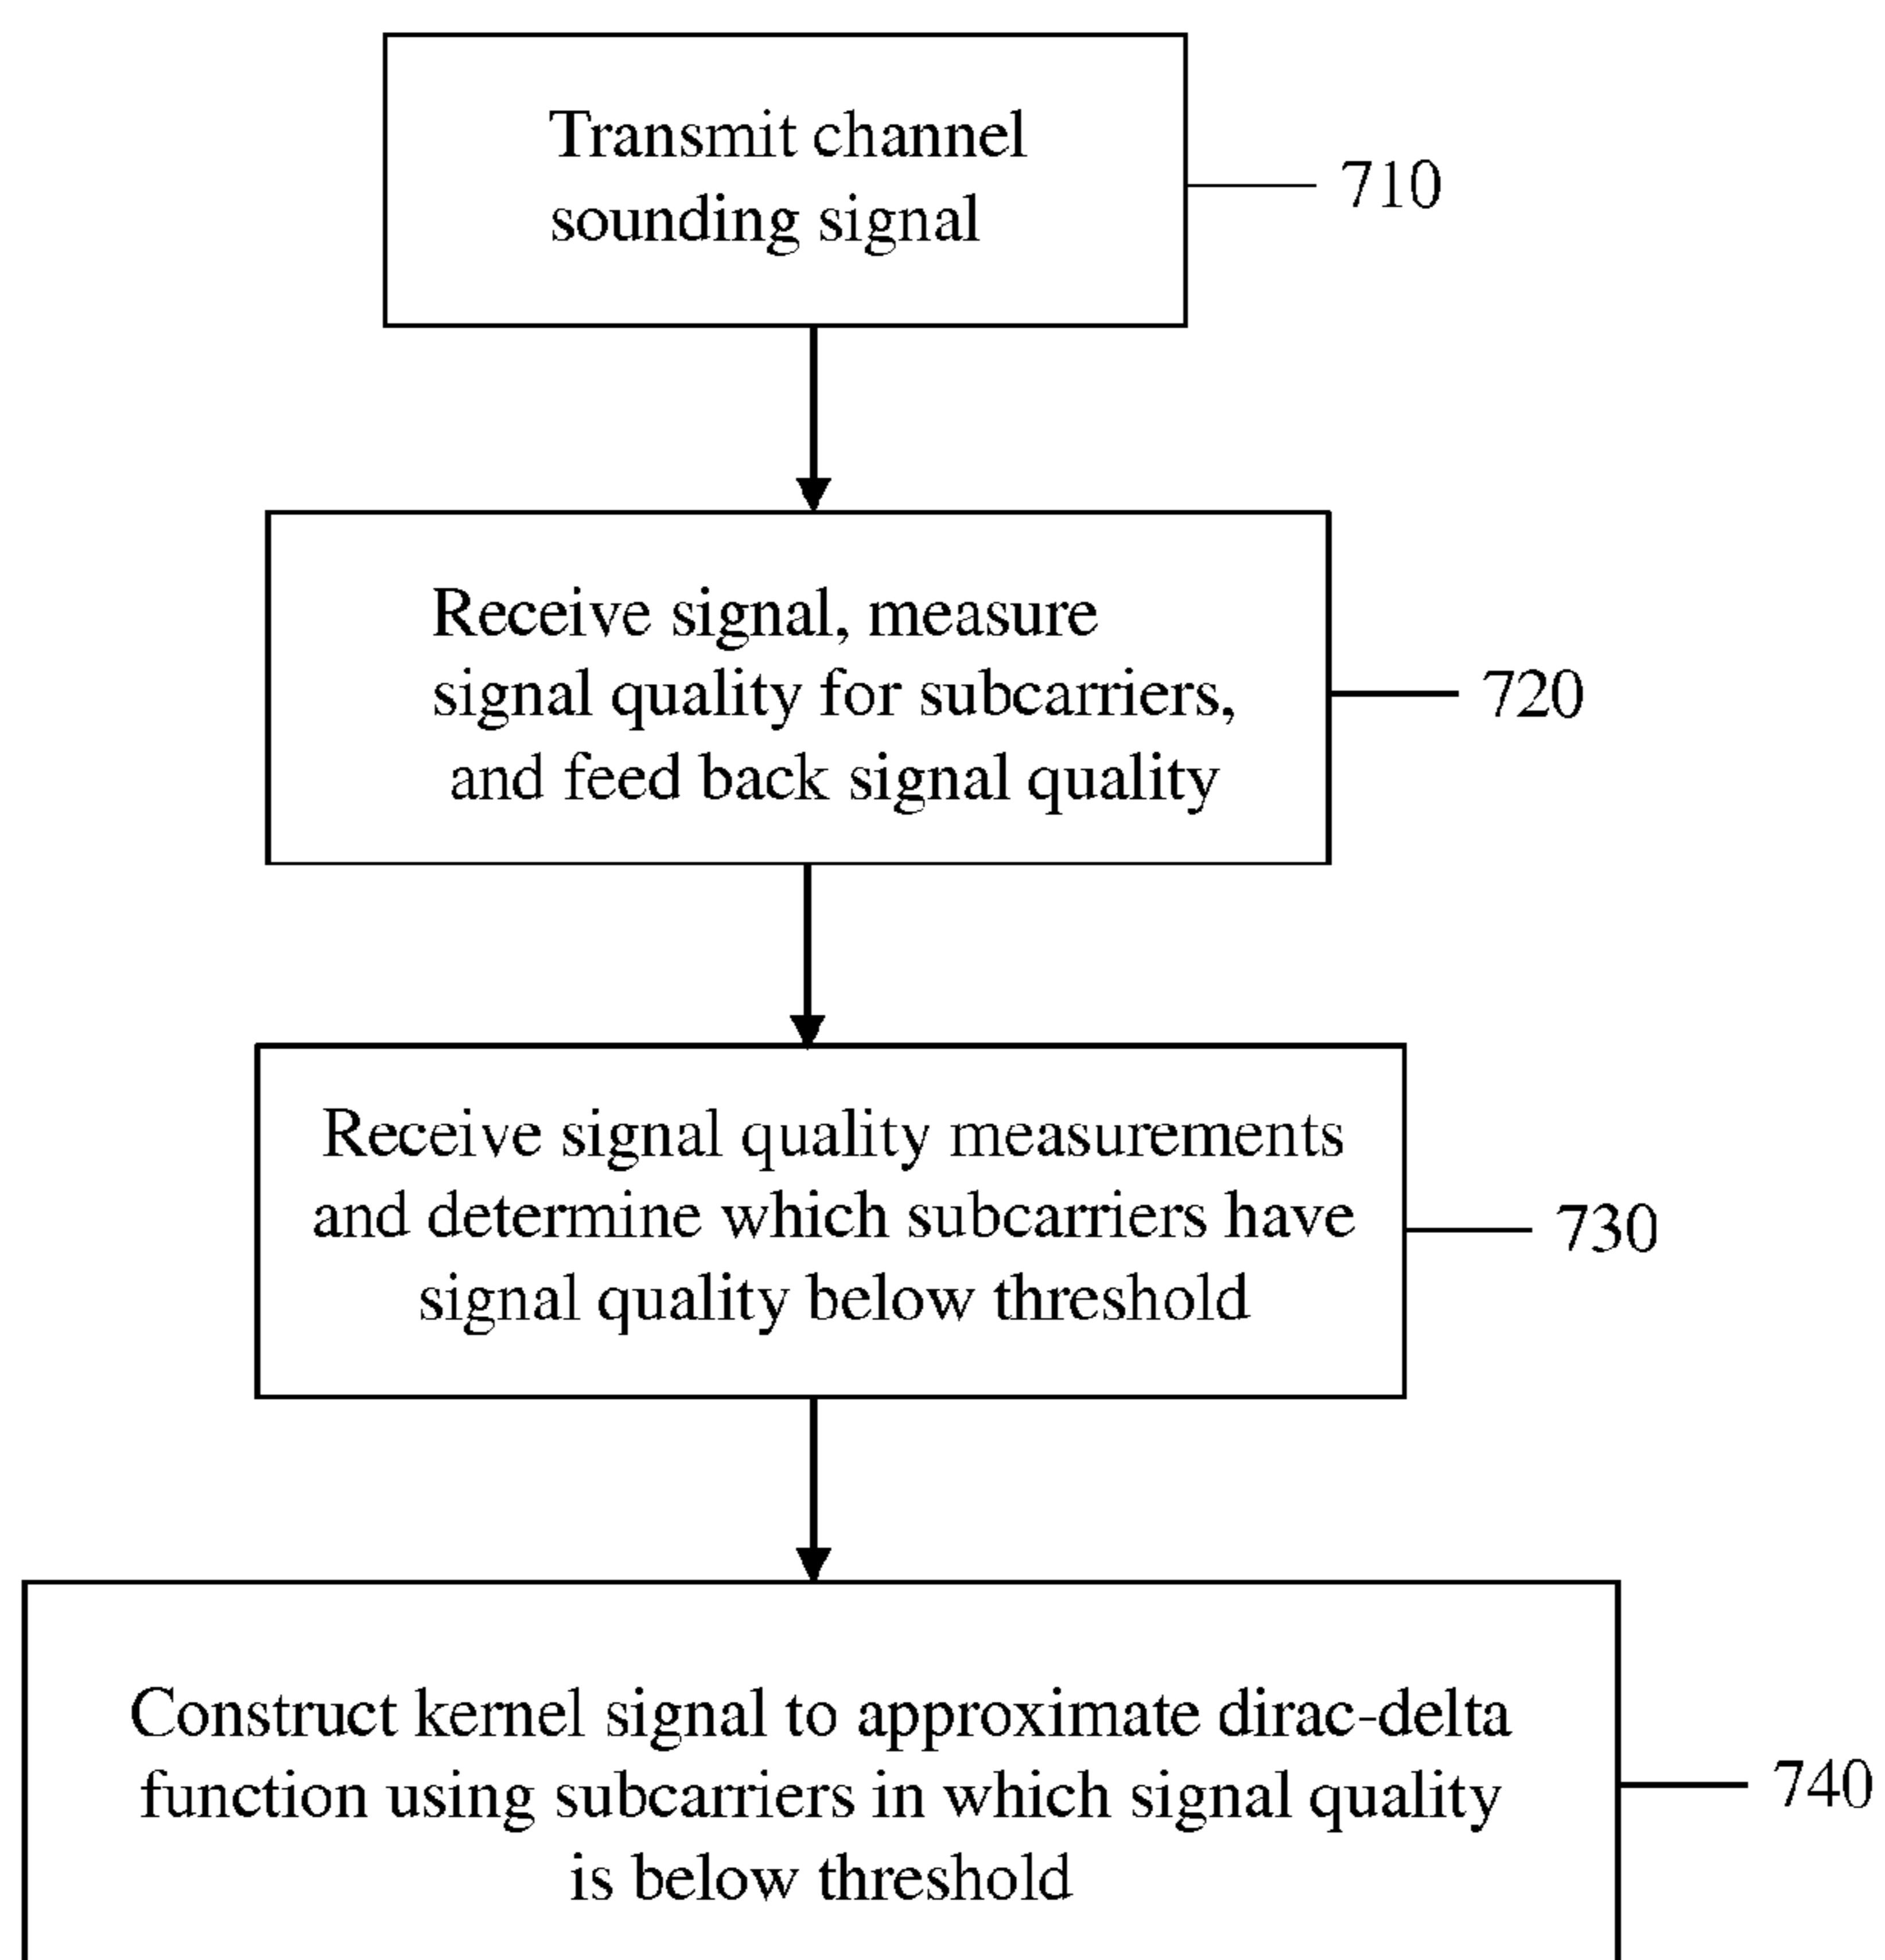 Transmit channel
sounding signal
710
Receive signal, measure
signal quality for subcarriers,
and feed back signal quality
720
Receive signal quality measurements
and determine which subcarriers have
signal quality below threshold
730
Construct kernel signal to approximate dirac-delta
function using subcarriers in which signal quality
is below threshold
740